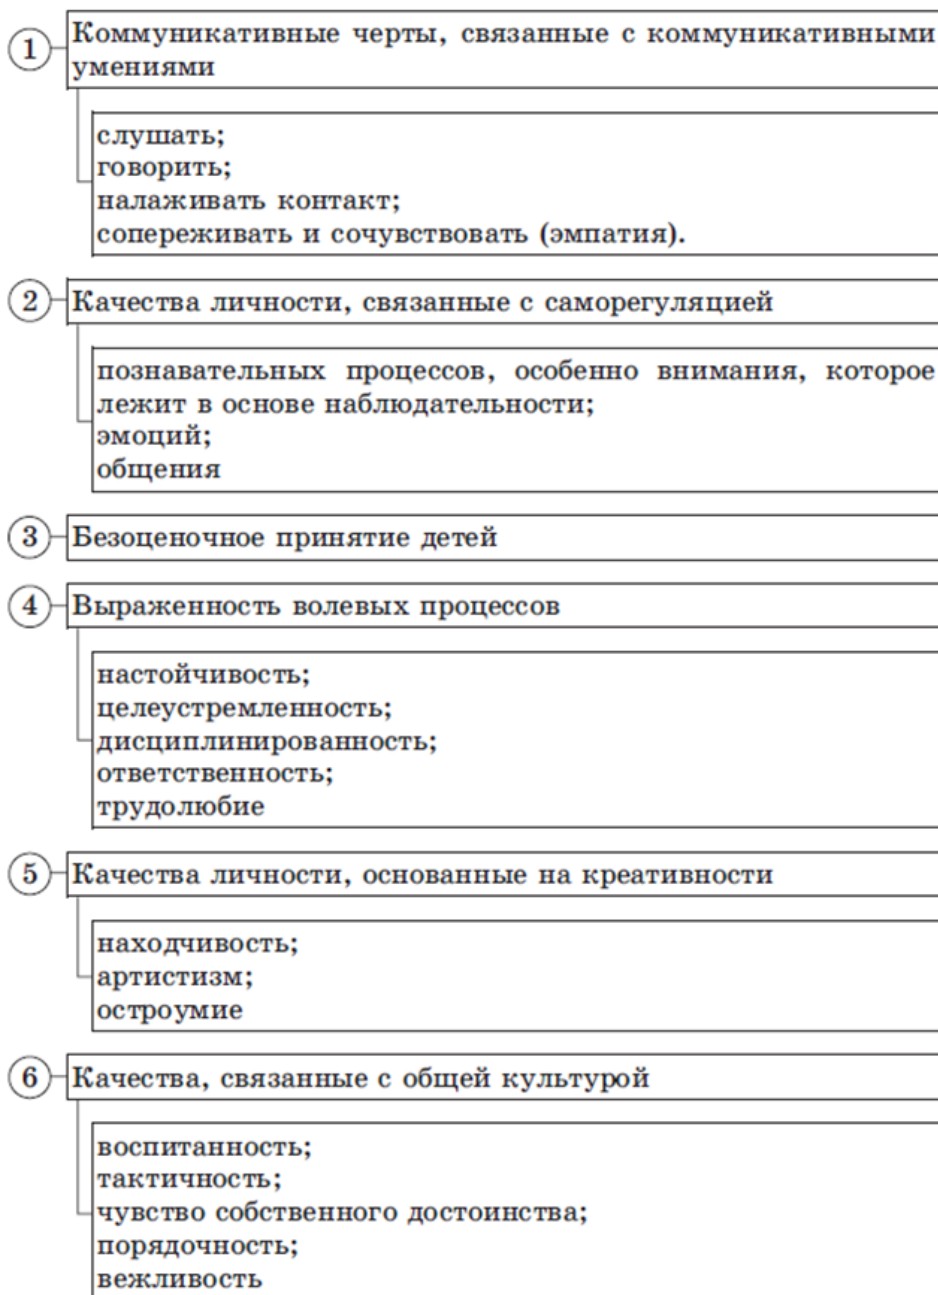 1 Коммуникативные черты, связанные с коммуникативными
умениями
слушать;
говорить;
налаживать контакт;
сопереживать и сочувствовать (эмпатия).
2 Качества личности, связанные с саморегуляцией
познавательных процессов, особенно внимания, которое
лежит в основе наблюдательности;
эмоций;
общения
3 Безоценочное принятие детей
4 Выраженность волевых процессов
настойчивость;
целеустремленность;
дисциплинированность;
ответственность;
трудолюбие
5 Качества личности, основанные на креативности
находчивость;
артистизм;
остроумие
6 Качества, связанные с общей культурой
воспитанность;
тактичность;
чувство собственного достоинства;
порядочность;
вежливость